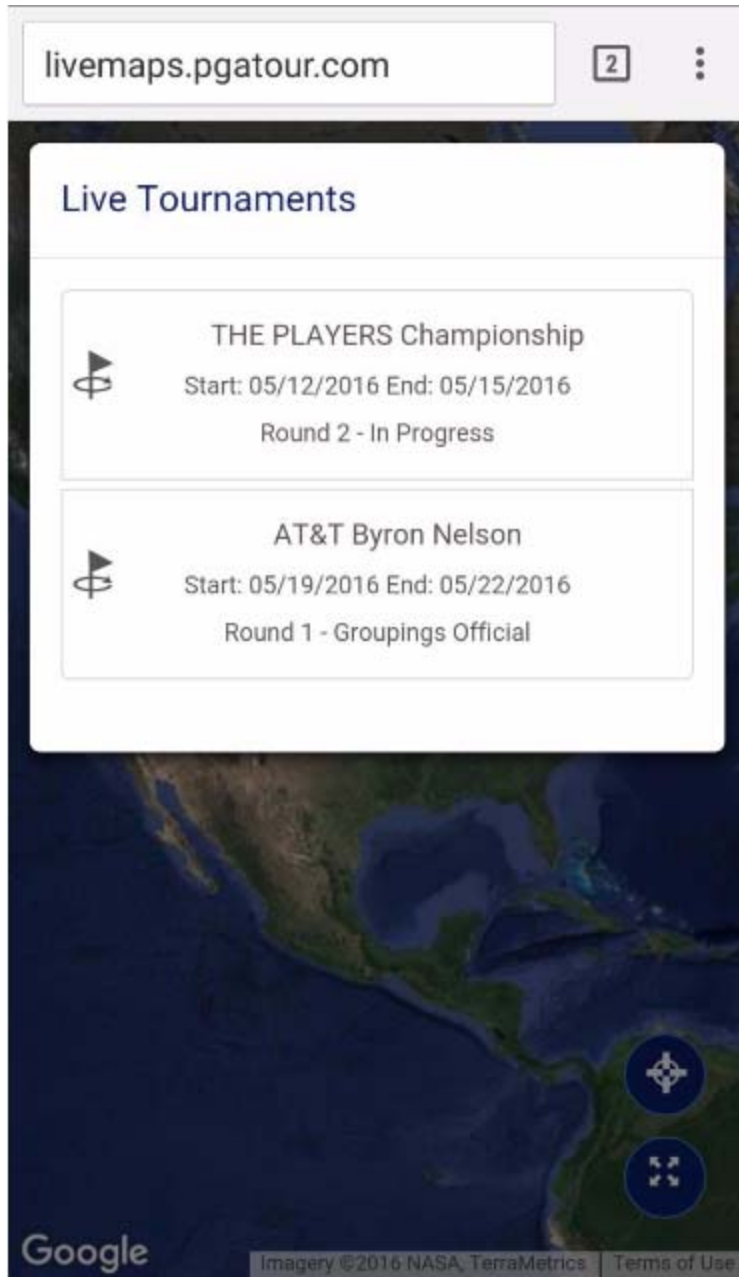 livemaps.pgatour.com
2
Live Tournaments
THE PLAYERS Championship
Start: 05/12/2016 End: 05/15/2016
Round 2 - In Progress
AT&T Byron Nelson
Start: 05/19/2016 End: 05/22/2016
Round 1 - Groupings Official
Google
Imagery ©2016 NASA, TerraMetrics
Terms of Use